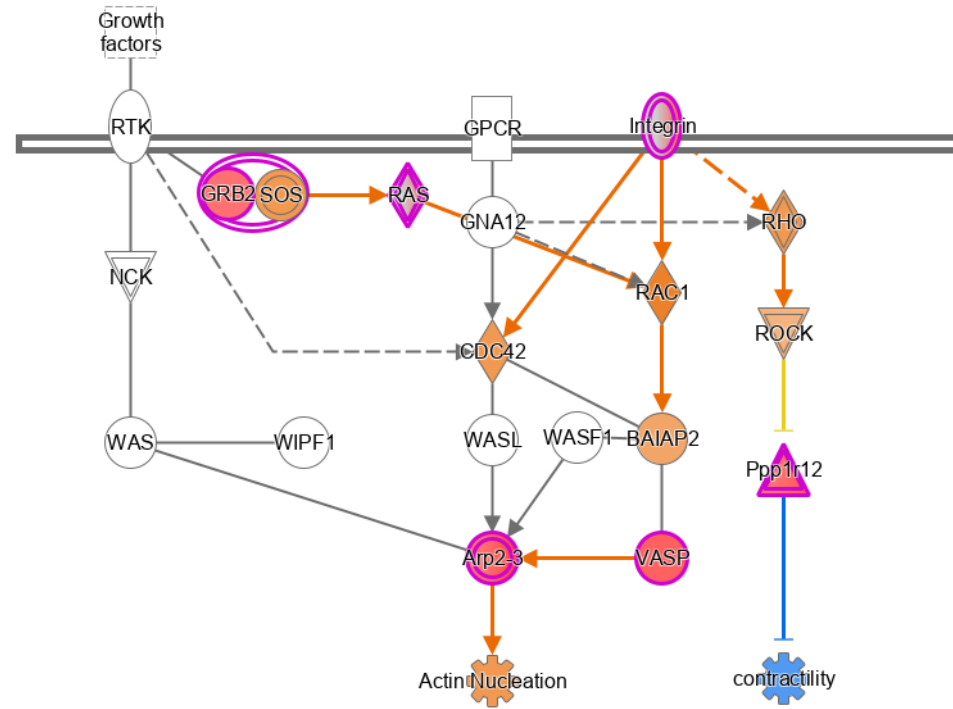 Growth
factors
RTK
GPCR
Integrin
GRB2
SOS
RAS
GNA12
RHO
NCK
RAC1
ROCK
CDC42
WAS
WIPF1
WASL
WASF1
BAIAP2
Ppp1r12
Arp2-3
VASP
Actin Nucleation
contractility